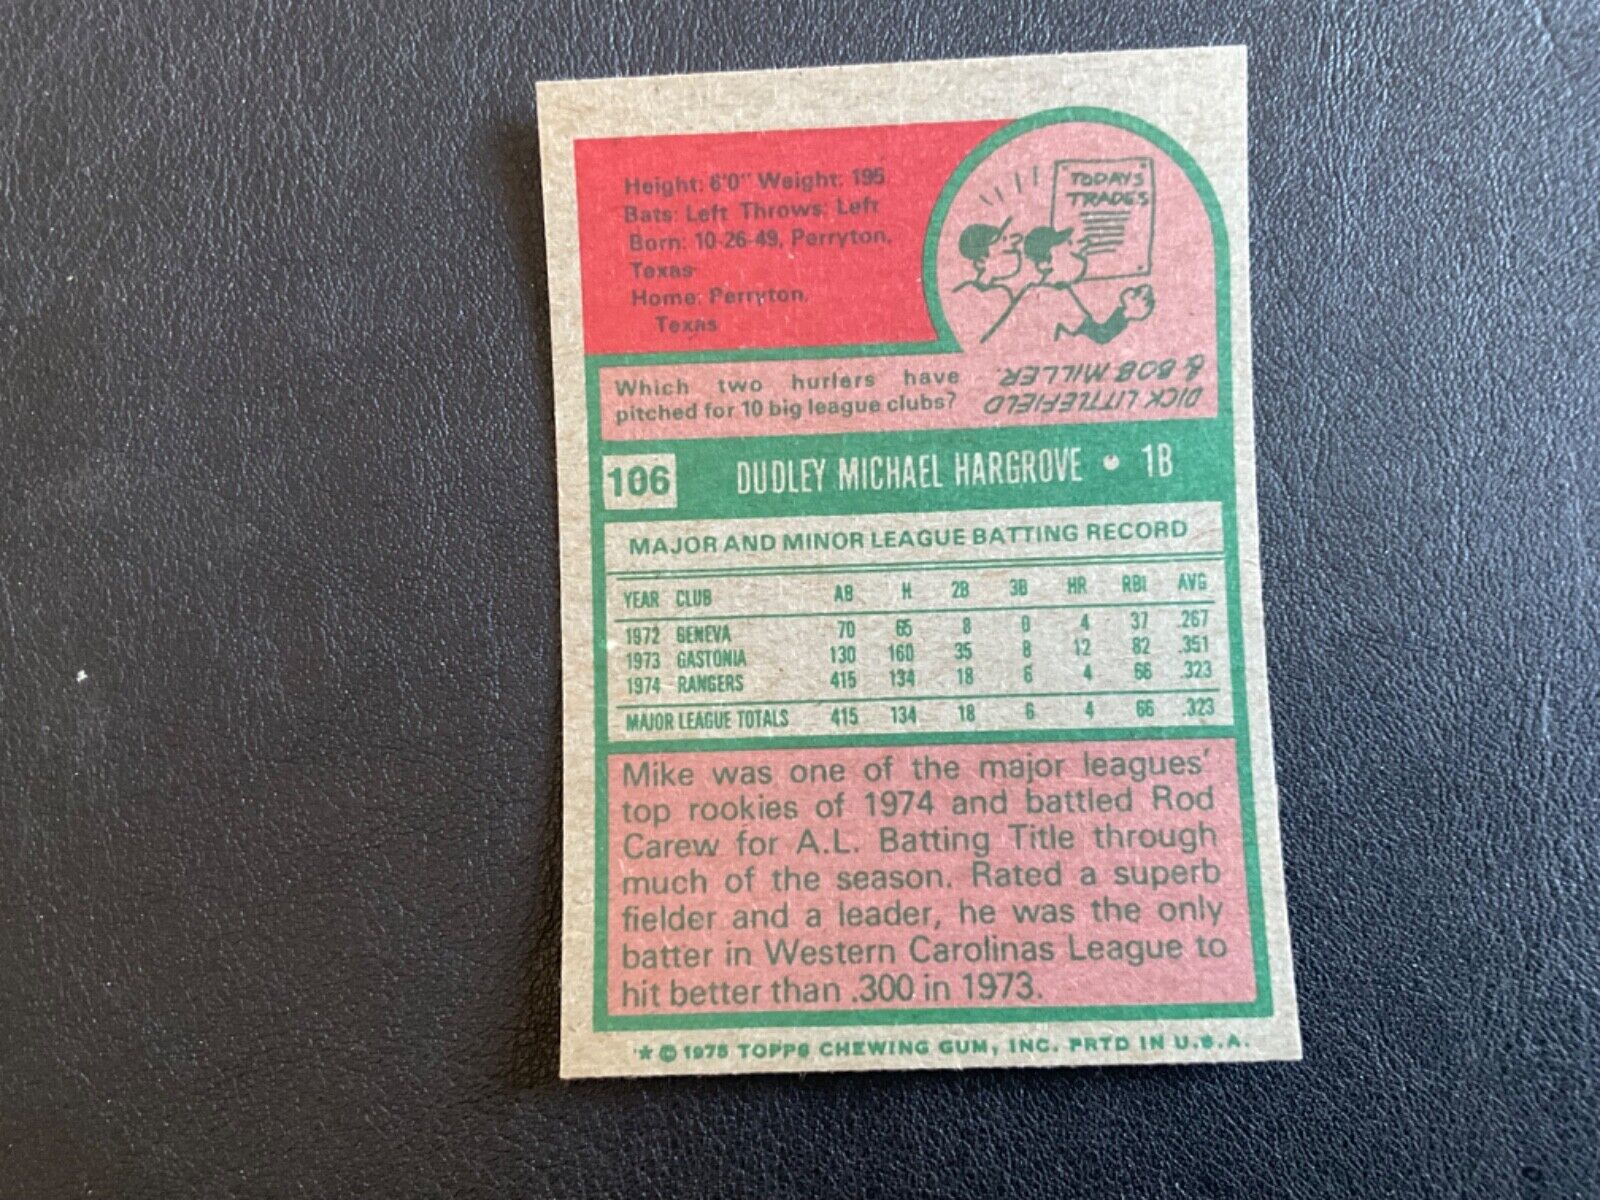 Height: 6'0" Weight: 195
Bats: Left Throws: Left
Born: 10-26-49, Perryton,
Texas
Home: Perryton,
Texas
TODAYS
TRADES
Which two hurlers have
pitched for 10 big league clubs?
DICK LITTLEFIELD
& BOB MILLER.
106 DUDLEY MICHAEL HARGROVE • 1B
MAJOR AND MINOR LEAGUE BATTING RECORD
YEAR CLUB AB H 2B 3B HR RBI AVG
1972 GENEVA 70 65 8 0 4 37 .267
1973 GASTONIA 130 160 35 8 12 82 .351
1974 RANGERS 415 134 18 6 4 66 .323
MAJOR LEAGUE TOTALS 415 134 18 6 4 66 .323
Mike was one of the major leagues'
top rookies of 1974 and battled Rod
Carew for A.L. Batting Title through
much of the season. Rated a superb
fielder and a leader, he was the only
batter in Western Carolinas League to
hit better than .300 in 1973.
*© 1975 TOPPS CHEWING GUM, INC. PRTD IN U.S.A.